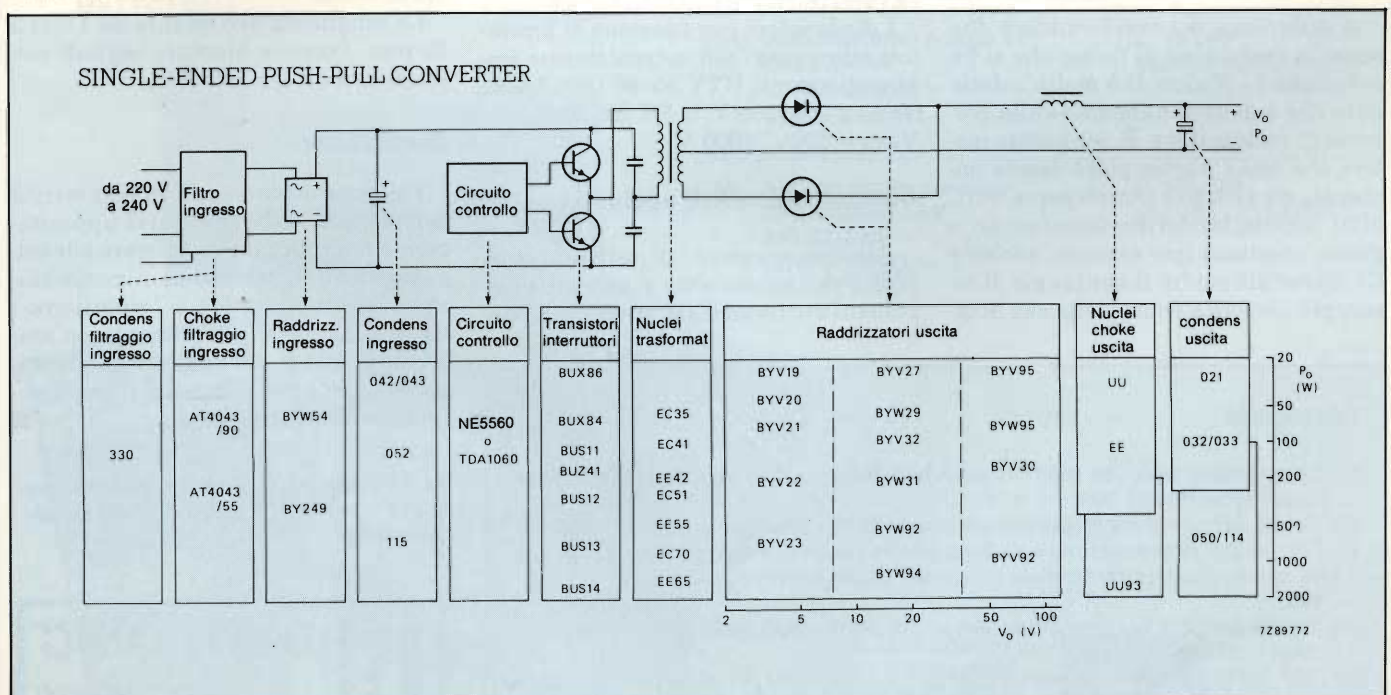 SINGLE-ENDED PUSH-PULL CONVERTER
da 220 V
a 240 V
Filtro
ingresso
Circuito
controllo
V₀
P₀
Condens
filtraggio
ingresso
330
Choke
filtraggio
ingresso
AT4043
/90
AT4043
/55
Raddrizz.
ingresso
BYW54
BY249
Condens
ingresso
042/043
052
115
Circuito
controllo
NE5560
o
TDA1060
Transistori
interruttori
BUX86
BUX84
BUS11
BUZ41
BUS12
BUS13
BUS14
Nuclei
trasformat
EC35
EC41
EE42
EC51
EE55
EC70
EE65
Raddrizzatori uscita
BYV19 BYV27 BYV95
BYV20
BYW29
BYV21 BYW95
BYV32
BYV30
BYV22 BYW31
BYW92
BYV23
BYV92
BYW94
2 5 10 20 50 100
V₀ (V)
Nuclei
choke
uscita
UU
EE
UU93
condens
uscita
021
032/033
050/114
20
P₀
(W)
50
100
200
500
1000
2000
7Z89772